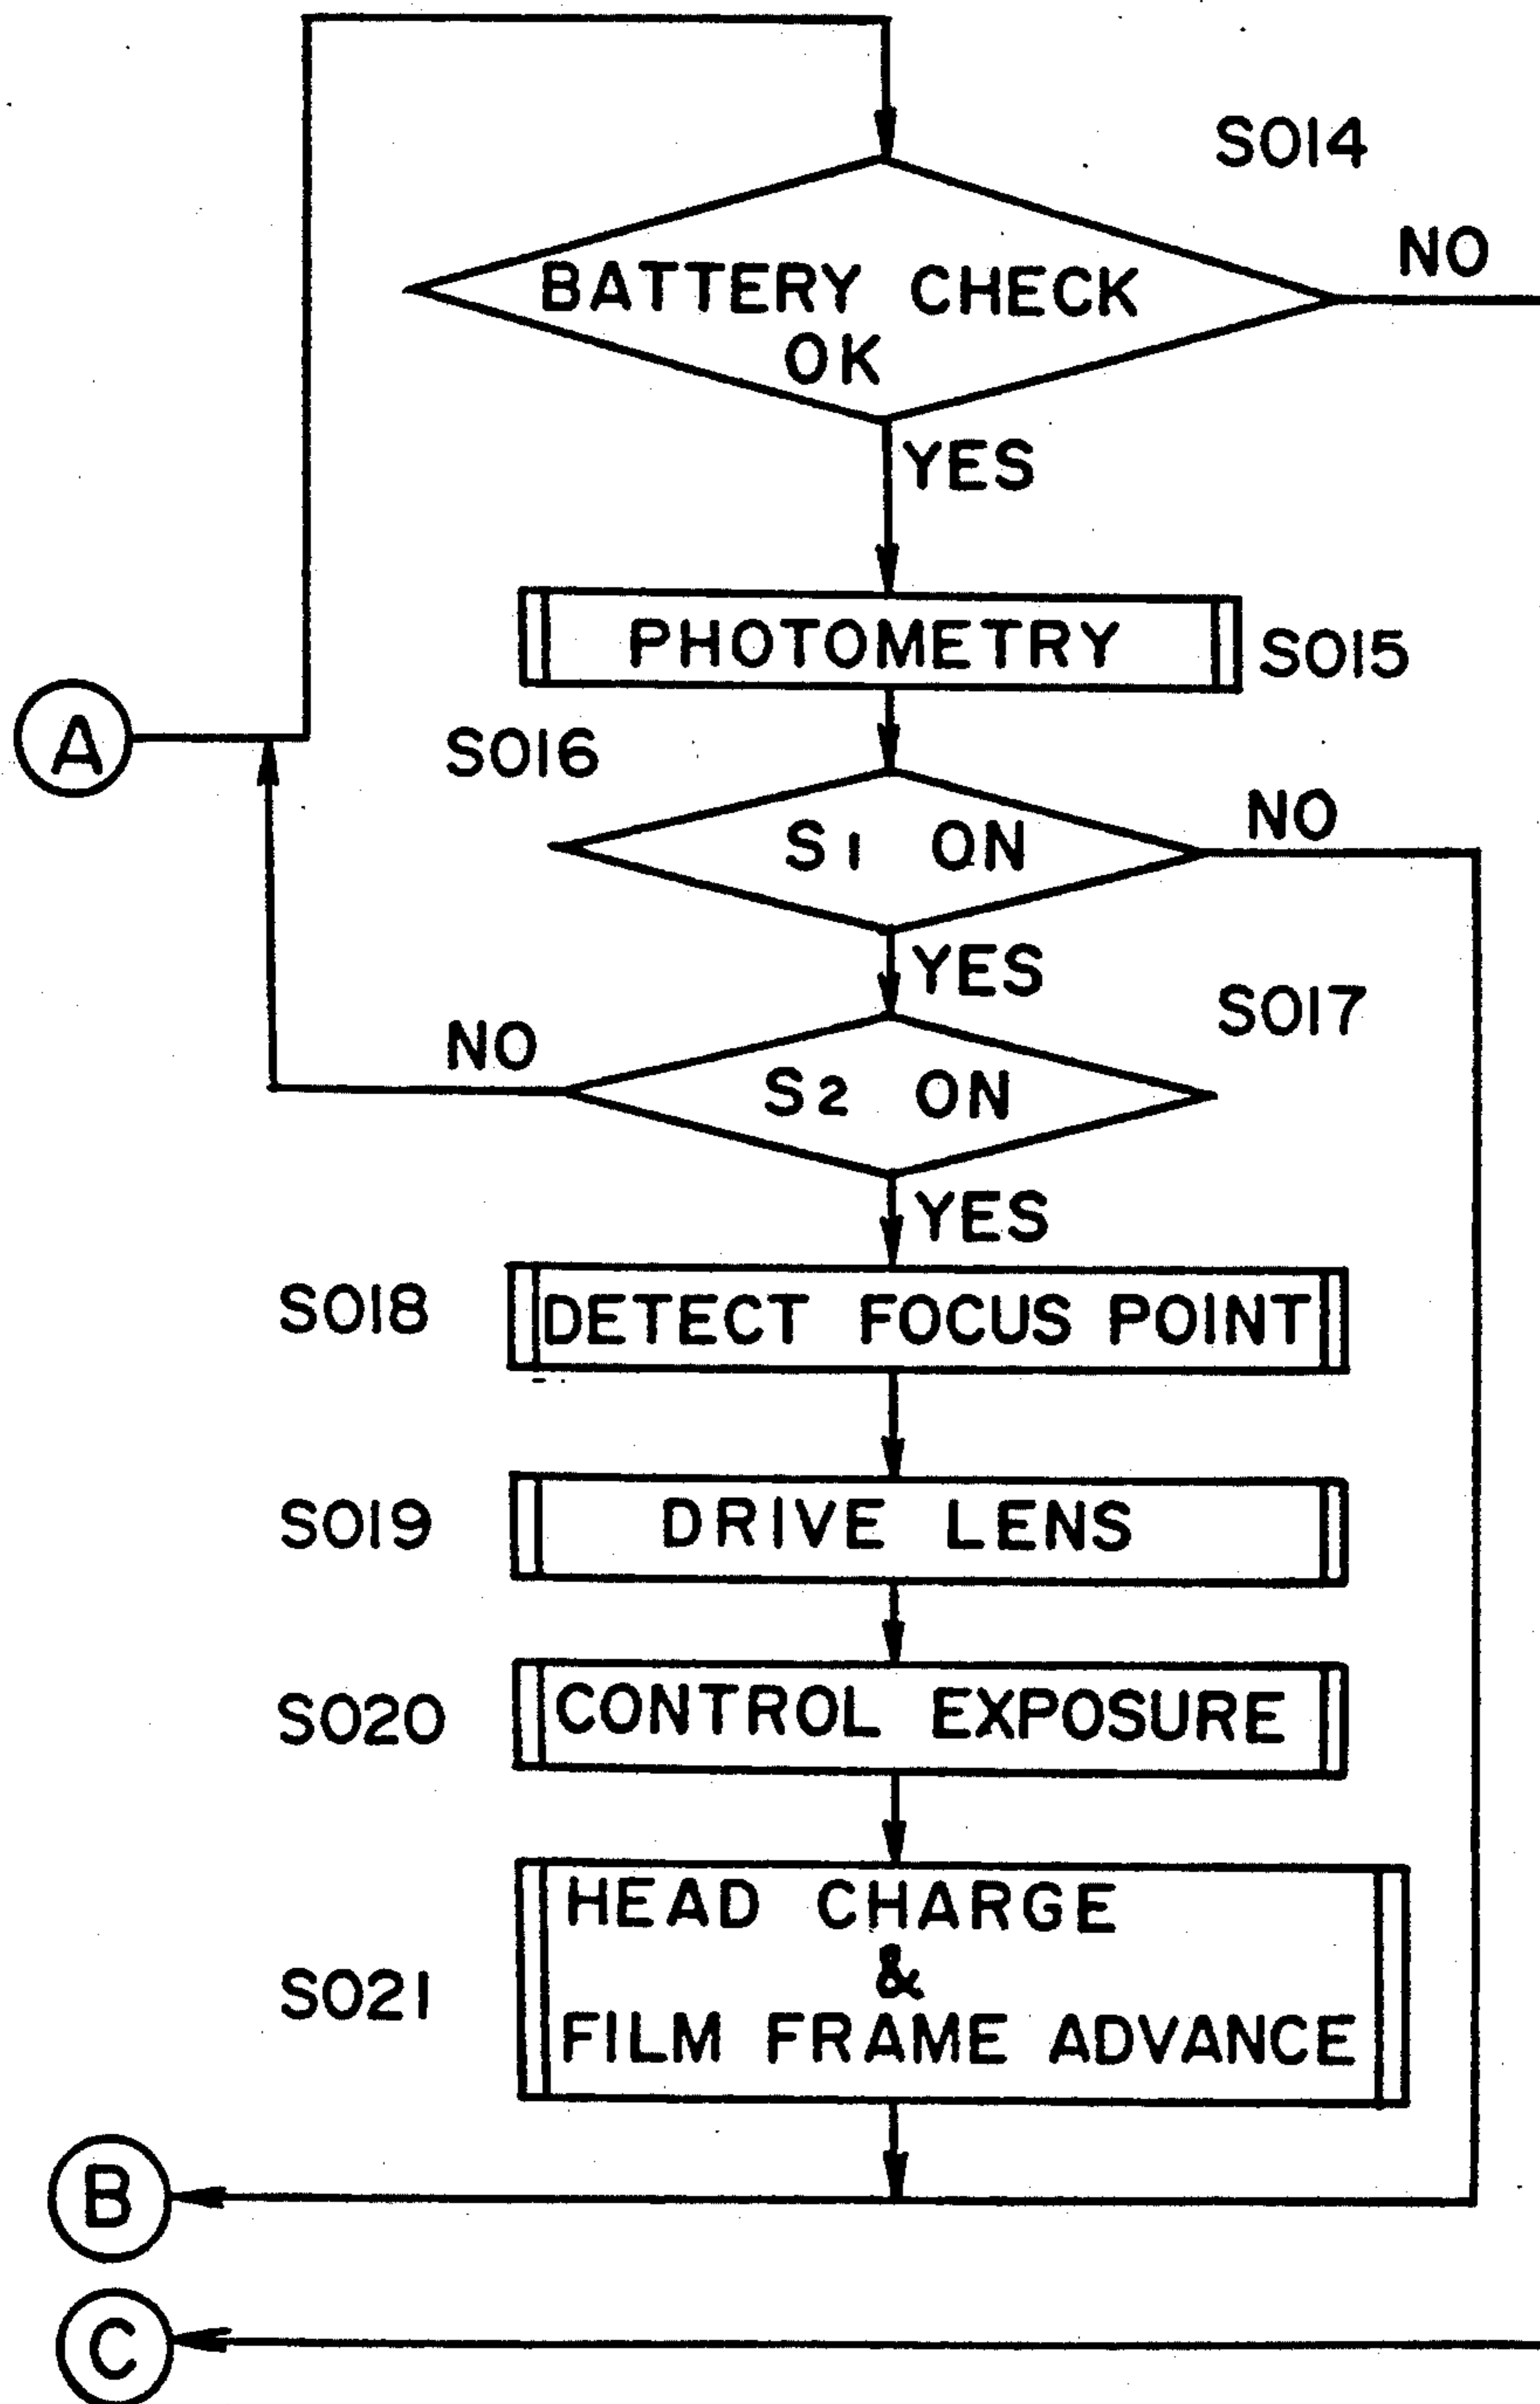 S014
NO
BATTERY CHECK
OK
YES
PHOTOMETRY
S015
A
S016
S1 ON
NO
YES
S017
NO
S2 ON
YES
S018
DETECT FOCUS POINT
S019
DRIVE LENS
S020
CONTROL EXPOSURE
HEAD CHARGE
&
S021
FILM FRAME ADVANCE
B
C